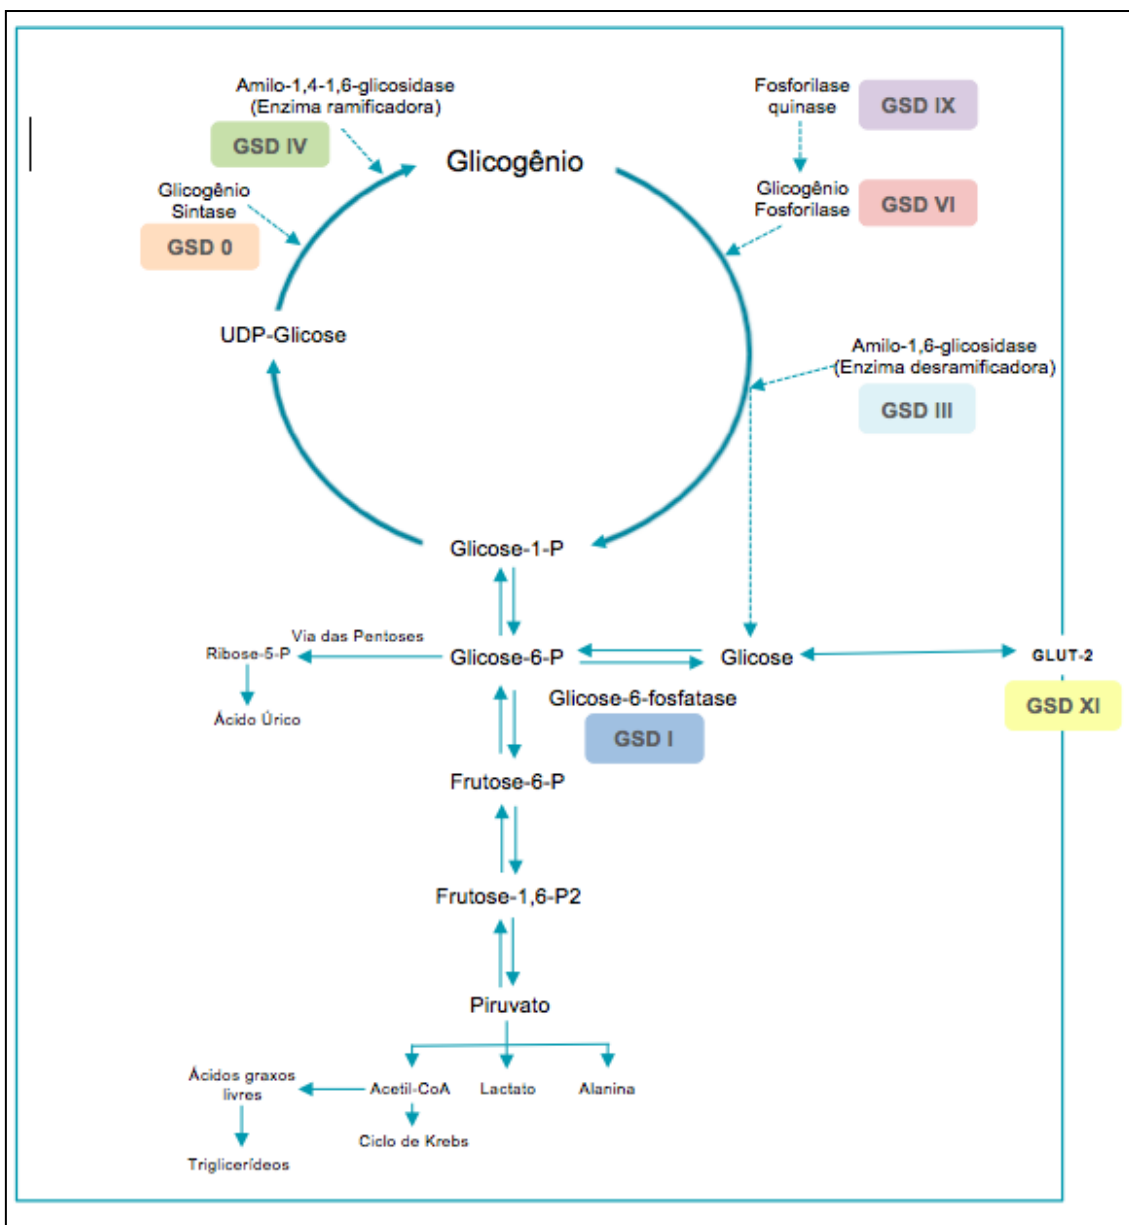 Amilo-1,4-1,6-glicosidase
(Enzima ramificadora)
GSD IV
Fosforilase
quinase
GSD IX
Glicogênio
Glicogênio
Sintase
GSD 0
Glicogênio
Fosforilase
GSD VI
UDP-Glicose
Amilo-1,6-glicosidase
(Enzima desramificadora)
GSD III
Glicose-1-P
Via das Pentoses
Ribose-5-P
Glicose-6-P
Glicose
GLUT-2
Ácido Úrico
Glicose-6-fosfatase
GSD I
GSD XI
Frutose-6-P
Frutose-1,6-P2
Piruvato
Ácidos graxos
livres
Acetil-CoA
Lactato
Alanina
Ciclo de Krebs
Triglicerídeos